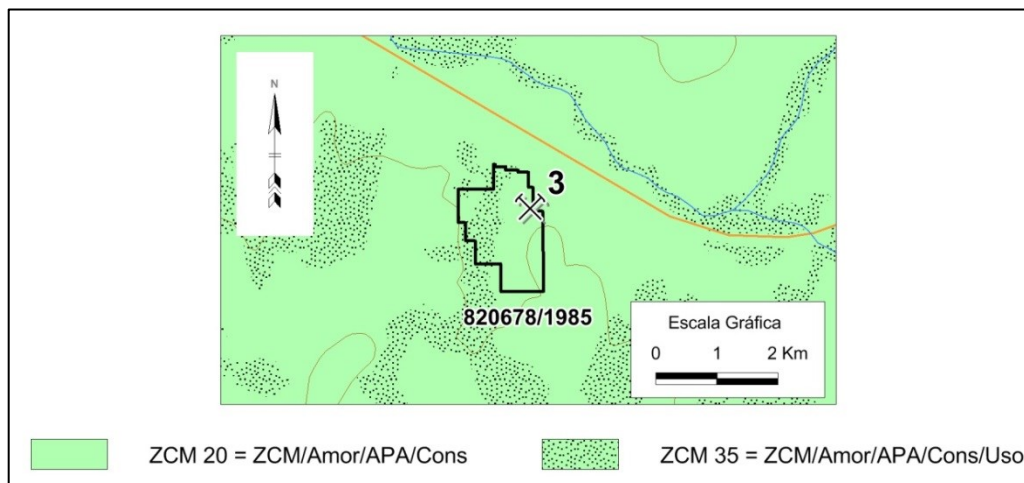 N
3
820678/1985
Escala Gráfica
0 1 2 Km
ZCM 20 = ZCM/Amor/APA/Cons
ZCM 35 = ZCM/Amor/APA/Cons/Uso